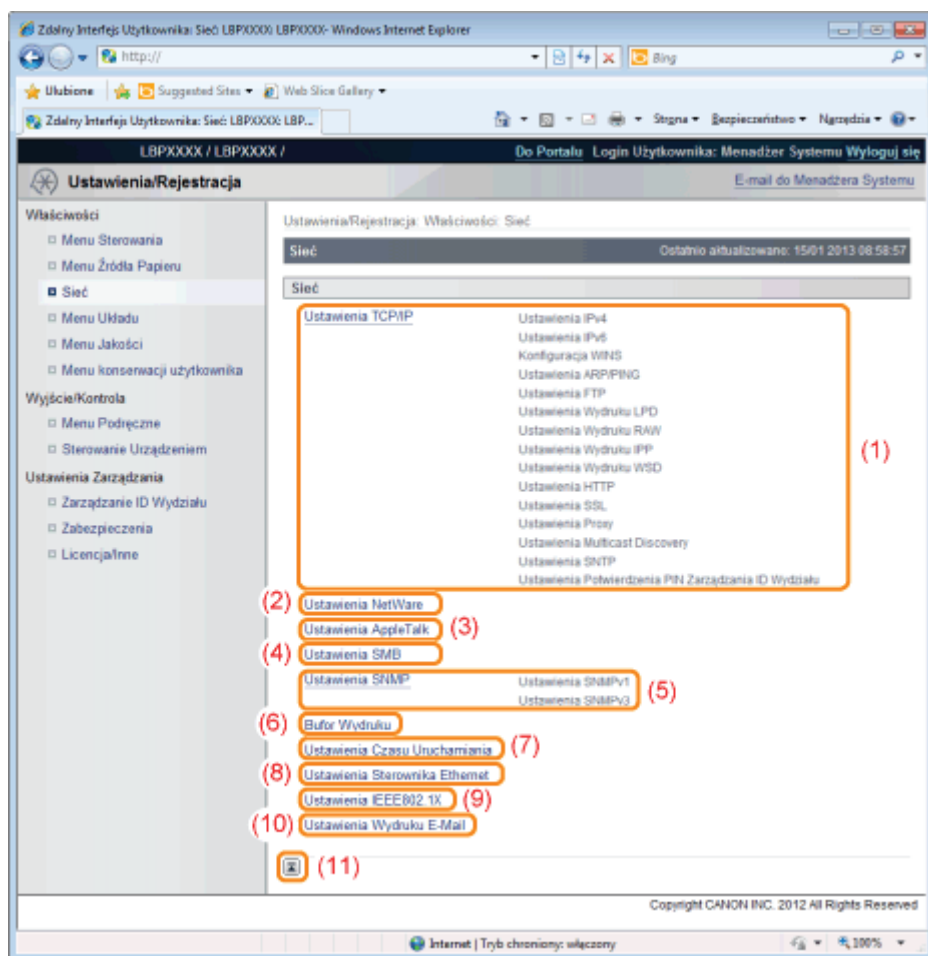 Zdalny Interfejs Użytkownika: Sieć: LBPXXXX: LBPXXXX- Windows Internet Explorer
http://
Bing
Ulubione
Suggested Sites
Web Slice Gallery
Zdalny Interfejs Użytkownika: Sieć: LBPXXXX: LBP...
Strona
Bezpieczeństwo
Narzędzia
LBPXXXX / LBPXXXX /
Do Portalu Login Użytkownika: Menadżer Systemu Wyloguj się
Ustawienia/Rejestracja
E-mail do Menadżera Systemu
Właściwości
Menu Sterowania
Menu Źródła Papieru
Sieć
Menu Układu
Menu Jakości
Menu konserwacji użytkownika
Wyjście/Kontrola
Menu Podręczne
Sterowanie Urządzeniem
Ustawienia Zarządzania
Zarządzanie ID Wydziału
Zabezpieczenia
Licencja/Inne
Ustawienia/Rejestracja: Właściwości: Sieć
Sieć
Ostatnio aktualizowano: 15/01 2013 08:58:57
Sieć
Ustawienia TCP/IP
Ustawienia IPv4
Ustawienia IPv6
Konfiguracja WINS
Ustawienia ARP/PING
Ustawienia FTP
Ustawienia Wydruku LPD
Ustawienia Wydruku RAW
Ustawienia Wydruku IPP
Ustawienia Wydruku WSD
Ustawienia HTTP
Ustawienia SSL
Ustawienia Proxy
Ustawienia Multicast Discovery
Ustawienia SNTP
Ustawienia Potwierdzenia PIN Zarządzania ID Wydziału
(1)
(2) Ustawienia NetWare
Ustawienia AppleTalk (3)
(4) Ustawienia SMB
Ustawienia SNMP
Ustawienia SNMPv1
Ustawienia SNMPv3
(5)
(6) Bufor Wydruku
Ustawienia Czasu Uruchamiania (7)
(8) Ustawienia Sterownika Ethernet
Ustawienia IEEE802.1X (9)
(10) Ustawienia Wydruku E-Mail
(11)
Copyright CANON INC. 2012 All Rights Reserved
Internet | Tryb chroniony: włączony
100%